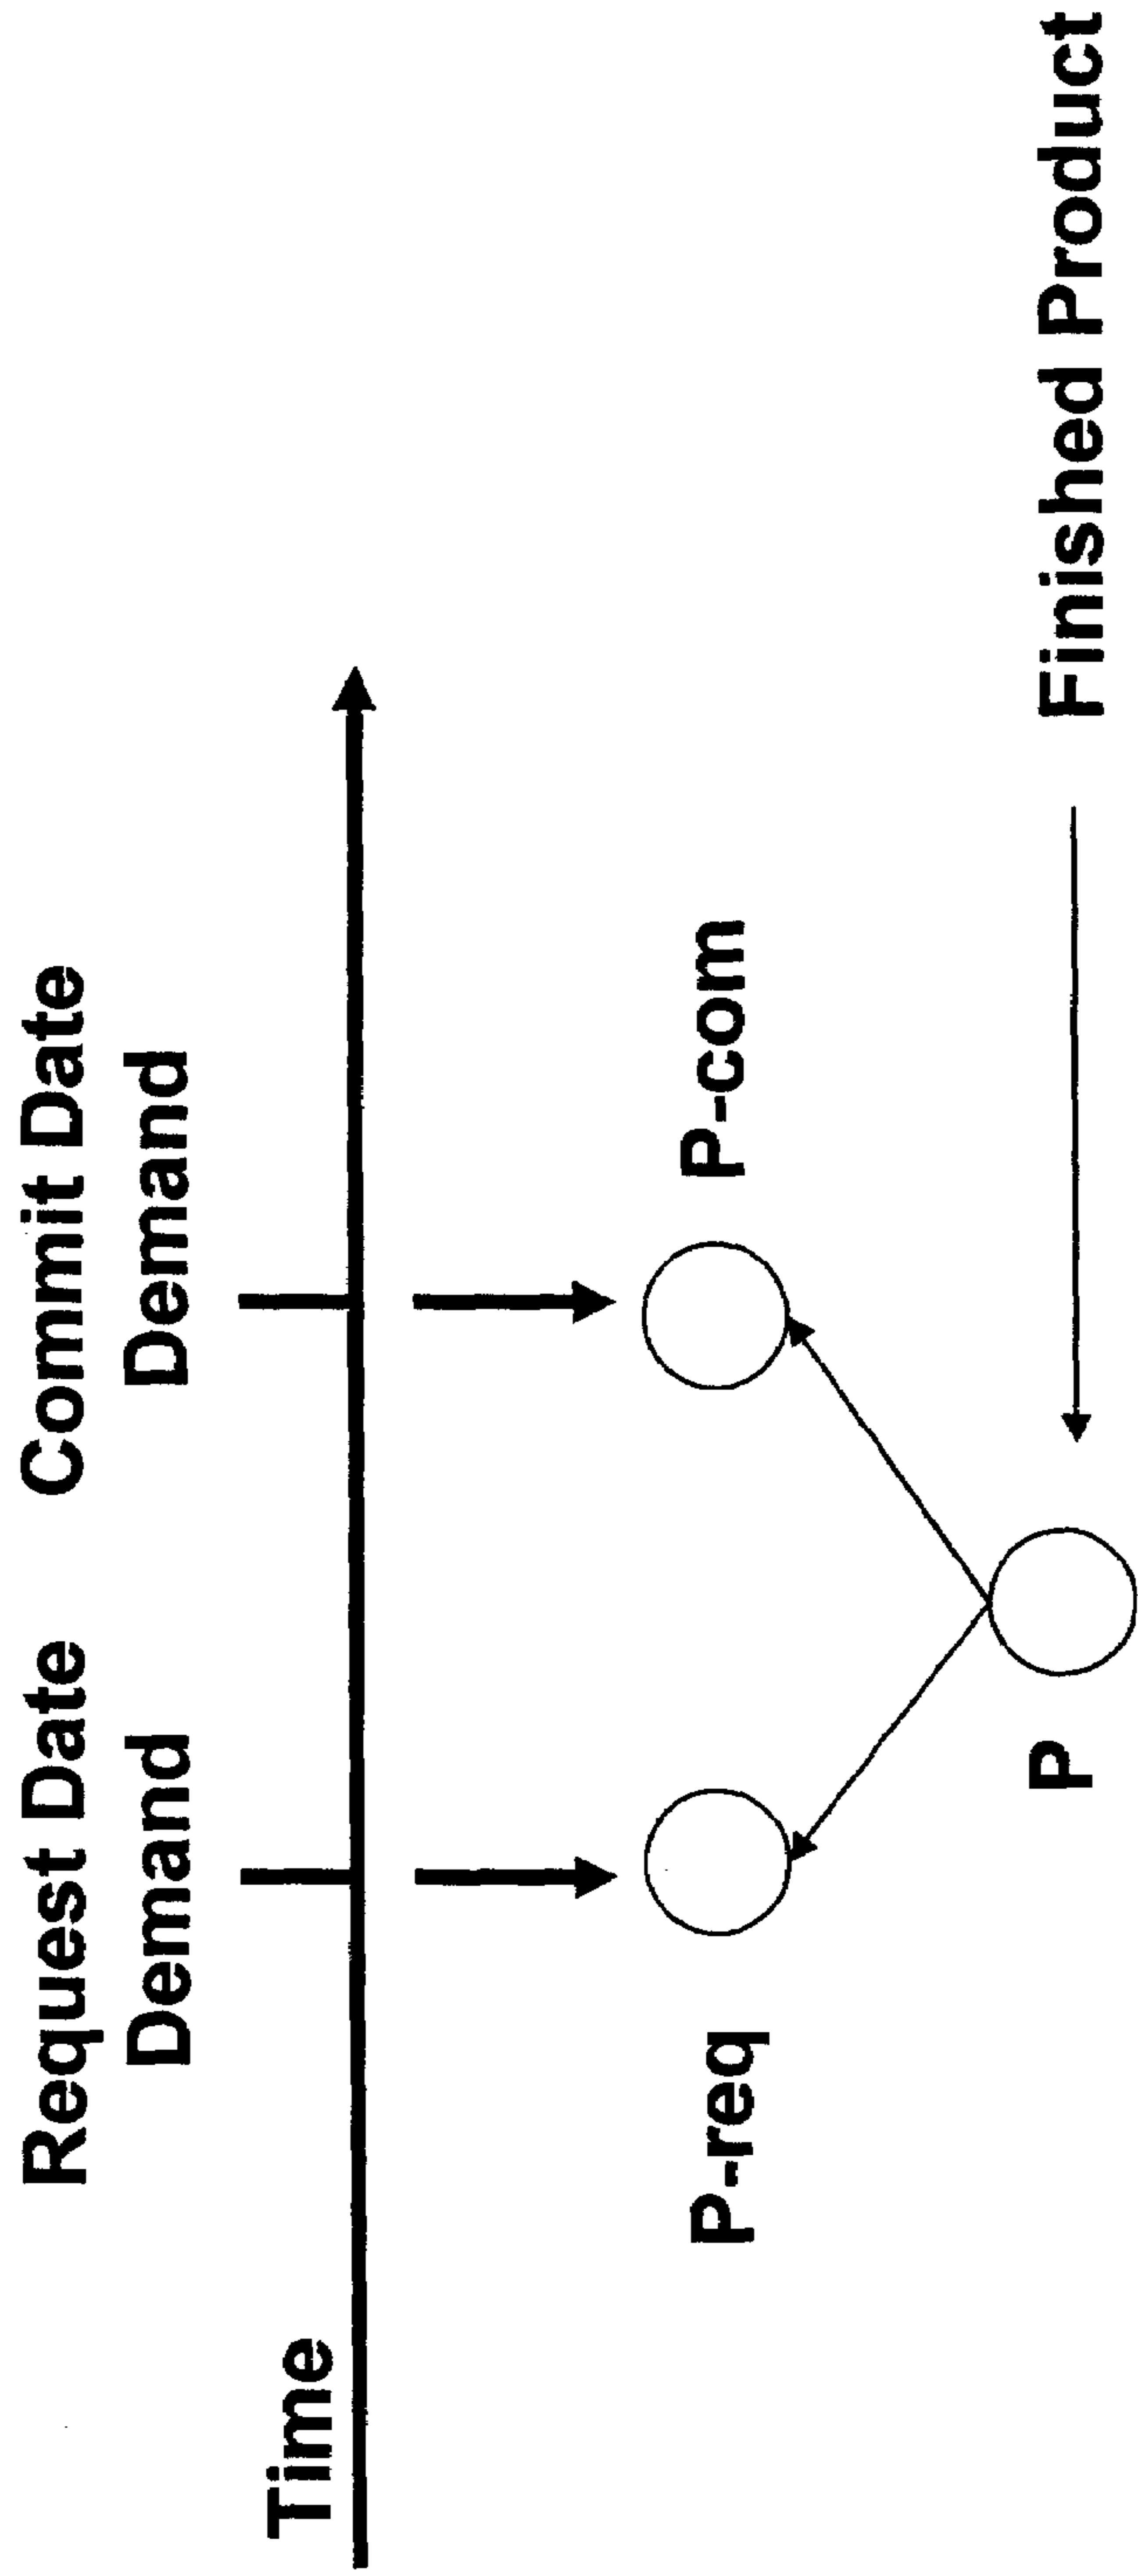 Request Date
Demand
Commit Date
Demand
Time
P-req
P-com
P
Finished Product